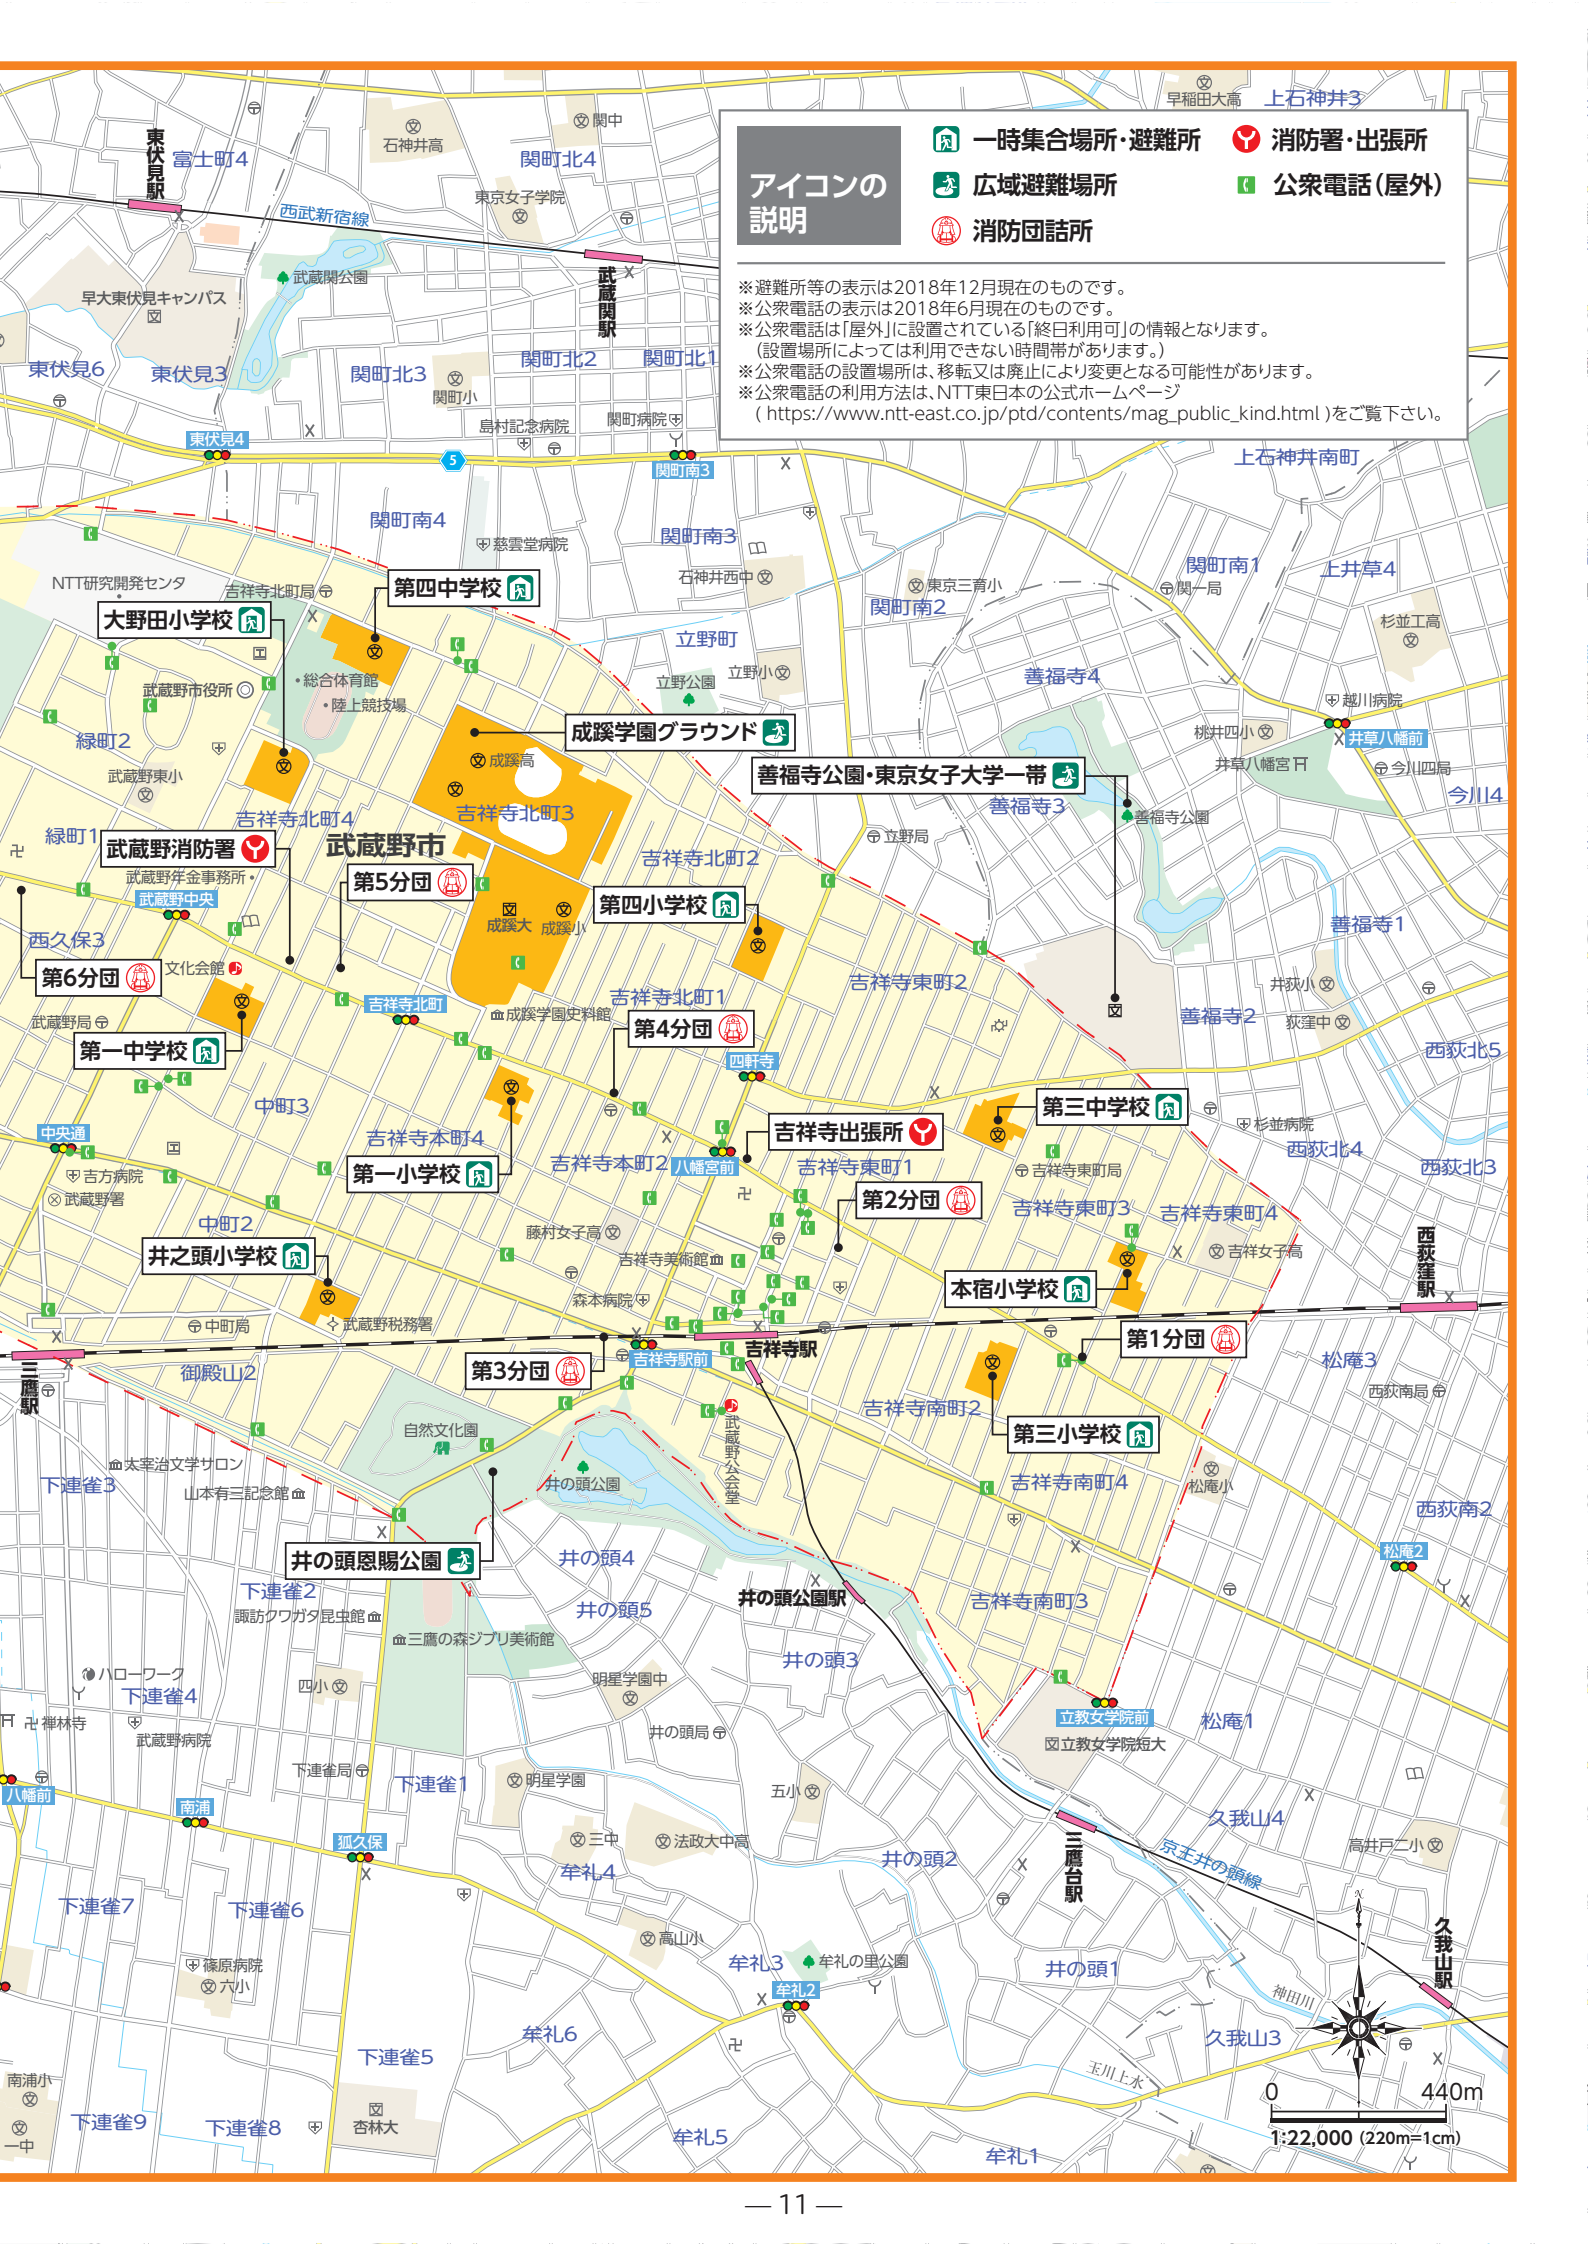 アイコンの
説明
一時集合場所・避難所
消防署・出張所
広域避難場所
公衆電話（屋外）
消防団詰所
※避難所等の表示は2018年12月現在のものです。
※公衆電話の表示は2018年6月現在のものです。
※公衆電話は「屋外」に設置されている「終日利用可」の情報となります。
（設置場所によっては利用できない時間帯があります。）
※公衆電話の設置場所は、移転又は廃止により変更となる可能性があります。
※公衆電話の利用方法は、NTT東日本の公式ホームページ
( https://www.ntt-east.co.jp/ptd/contents/mag_public_kind.html )をご覧下さい。
早稲田大高
上石神井3
東伏見駅
富士町4
石神井高
関中
関町北4
東京女子学院
西武新宿線
武蔵関公園
武蔵関駅
早大東伏見キャンパス
東伏見6
東伏見3
関町北3
関町北2
関町北1
関町小
島村記念病院
関町病院
東伏見4
5
関町南3
上石神井南町
関町南4
関町南3
慈雲堂病院
石神井西中
東京三育小
関町南2
関町南1
関一局
上井草4
杉並工高
NTT研究開発センタ
吉祥寺北町局
第四中学校
大野田小学校
立野町
立野公園
立野小
善福寺4
越川病院
井草八幡前
桃井四小
井草八幡宮
今川四局
今川4
武蔵野市役所
総合体育館
陸上競技場
緑町2
武蔵野東小
成蹊学園グラウンド
成蹊高
善福寺公園・東京女子大学一帯
善福寺3
善福寺公園
吉祥寺北町4
吉祥寺北町3
緑町1
武蔵野消防署
武蔵野市
立野局
吉祥寺北町2
武蔵野年金事務所
武蔵野中央
第5分団
第四小学校
成蹊大
成蹊小
善福寺1
西久保3
第6分団
文化会館
吉祥寺東町2
井荻小
荻窪中
善福寺2
吉祥寺北町
吉祥寺北町1
成蹊学園史料館
武蔵野局
第一中学校
第4分団
四軒寺
西荻北5
中町3
第三中学校
杉並病院
中央通
吉祥寺本町4
吉祥寺出張所
西荻北4
吉祥寺本町2
八幡宮前
吉祥寺東町1
吉祥寺東町局
西荻北3
吉方病院
武蔵野署
第一小学校
第2分団
吉祥寺東町3
吉祥寺東町4
中町2
藤村女子高
西荻窪駅
井之頭小学校
吉祥寺美術館
吉祥女子高
本宿小学校
森本病院
中町局
武蔵野税務署
第1分団
三鷹駅
御殿山2
第3分団
吉祥寺駅前
吉祥寺駅
松庵3
西荻南局
自然文化園
武蔵野公会堂
吉祥寺南町2
第三小学校
太宰治文学サロン
下連雀3
山本有三記念館
井の頭公園
吉祥寺南町4
松庵小
西荻南2
井の頭恩賜公園
井の頭4
松庵2
下連雀2
諏訪クワガタ昆虫館
井の頭5
井の頭公園駅
吉祥寺南町3
三鷹の森ジブリ美術館
井の頭3
ハローワーク
下連雀4
四小
明星学園中
禅林寺
武蔵野病院
井の頭局
立教女学院前
松庵1
立教女学院短大
下連雀局
下連雀1
明星学園
五小
八幡前
南浦
狐久保
三中
法政大中高
久我山4
高井戸二小
牟礼4
井の頭2
三鷹台駅
京王井の頭線
下連雀7
下連雀6
高山小
久我山駅
篠原病院
六小
牟礼3
牟礼の里公園
井の頭1
牟礼2
神田川
牟礼6
久我山3
下連雀5
玉川上水
南浦小
一中
下連雀9
下連雀8
杏林大
牟礼5
牟礼1
N
0 440m
1:22,000 (220m=1cm)
— 11 —